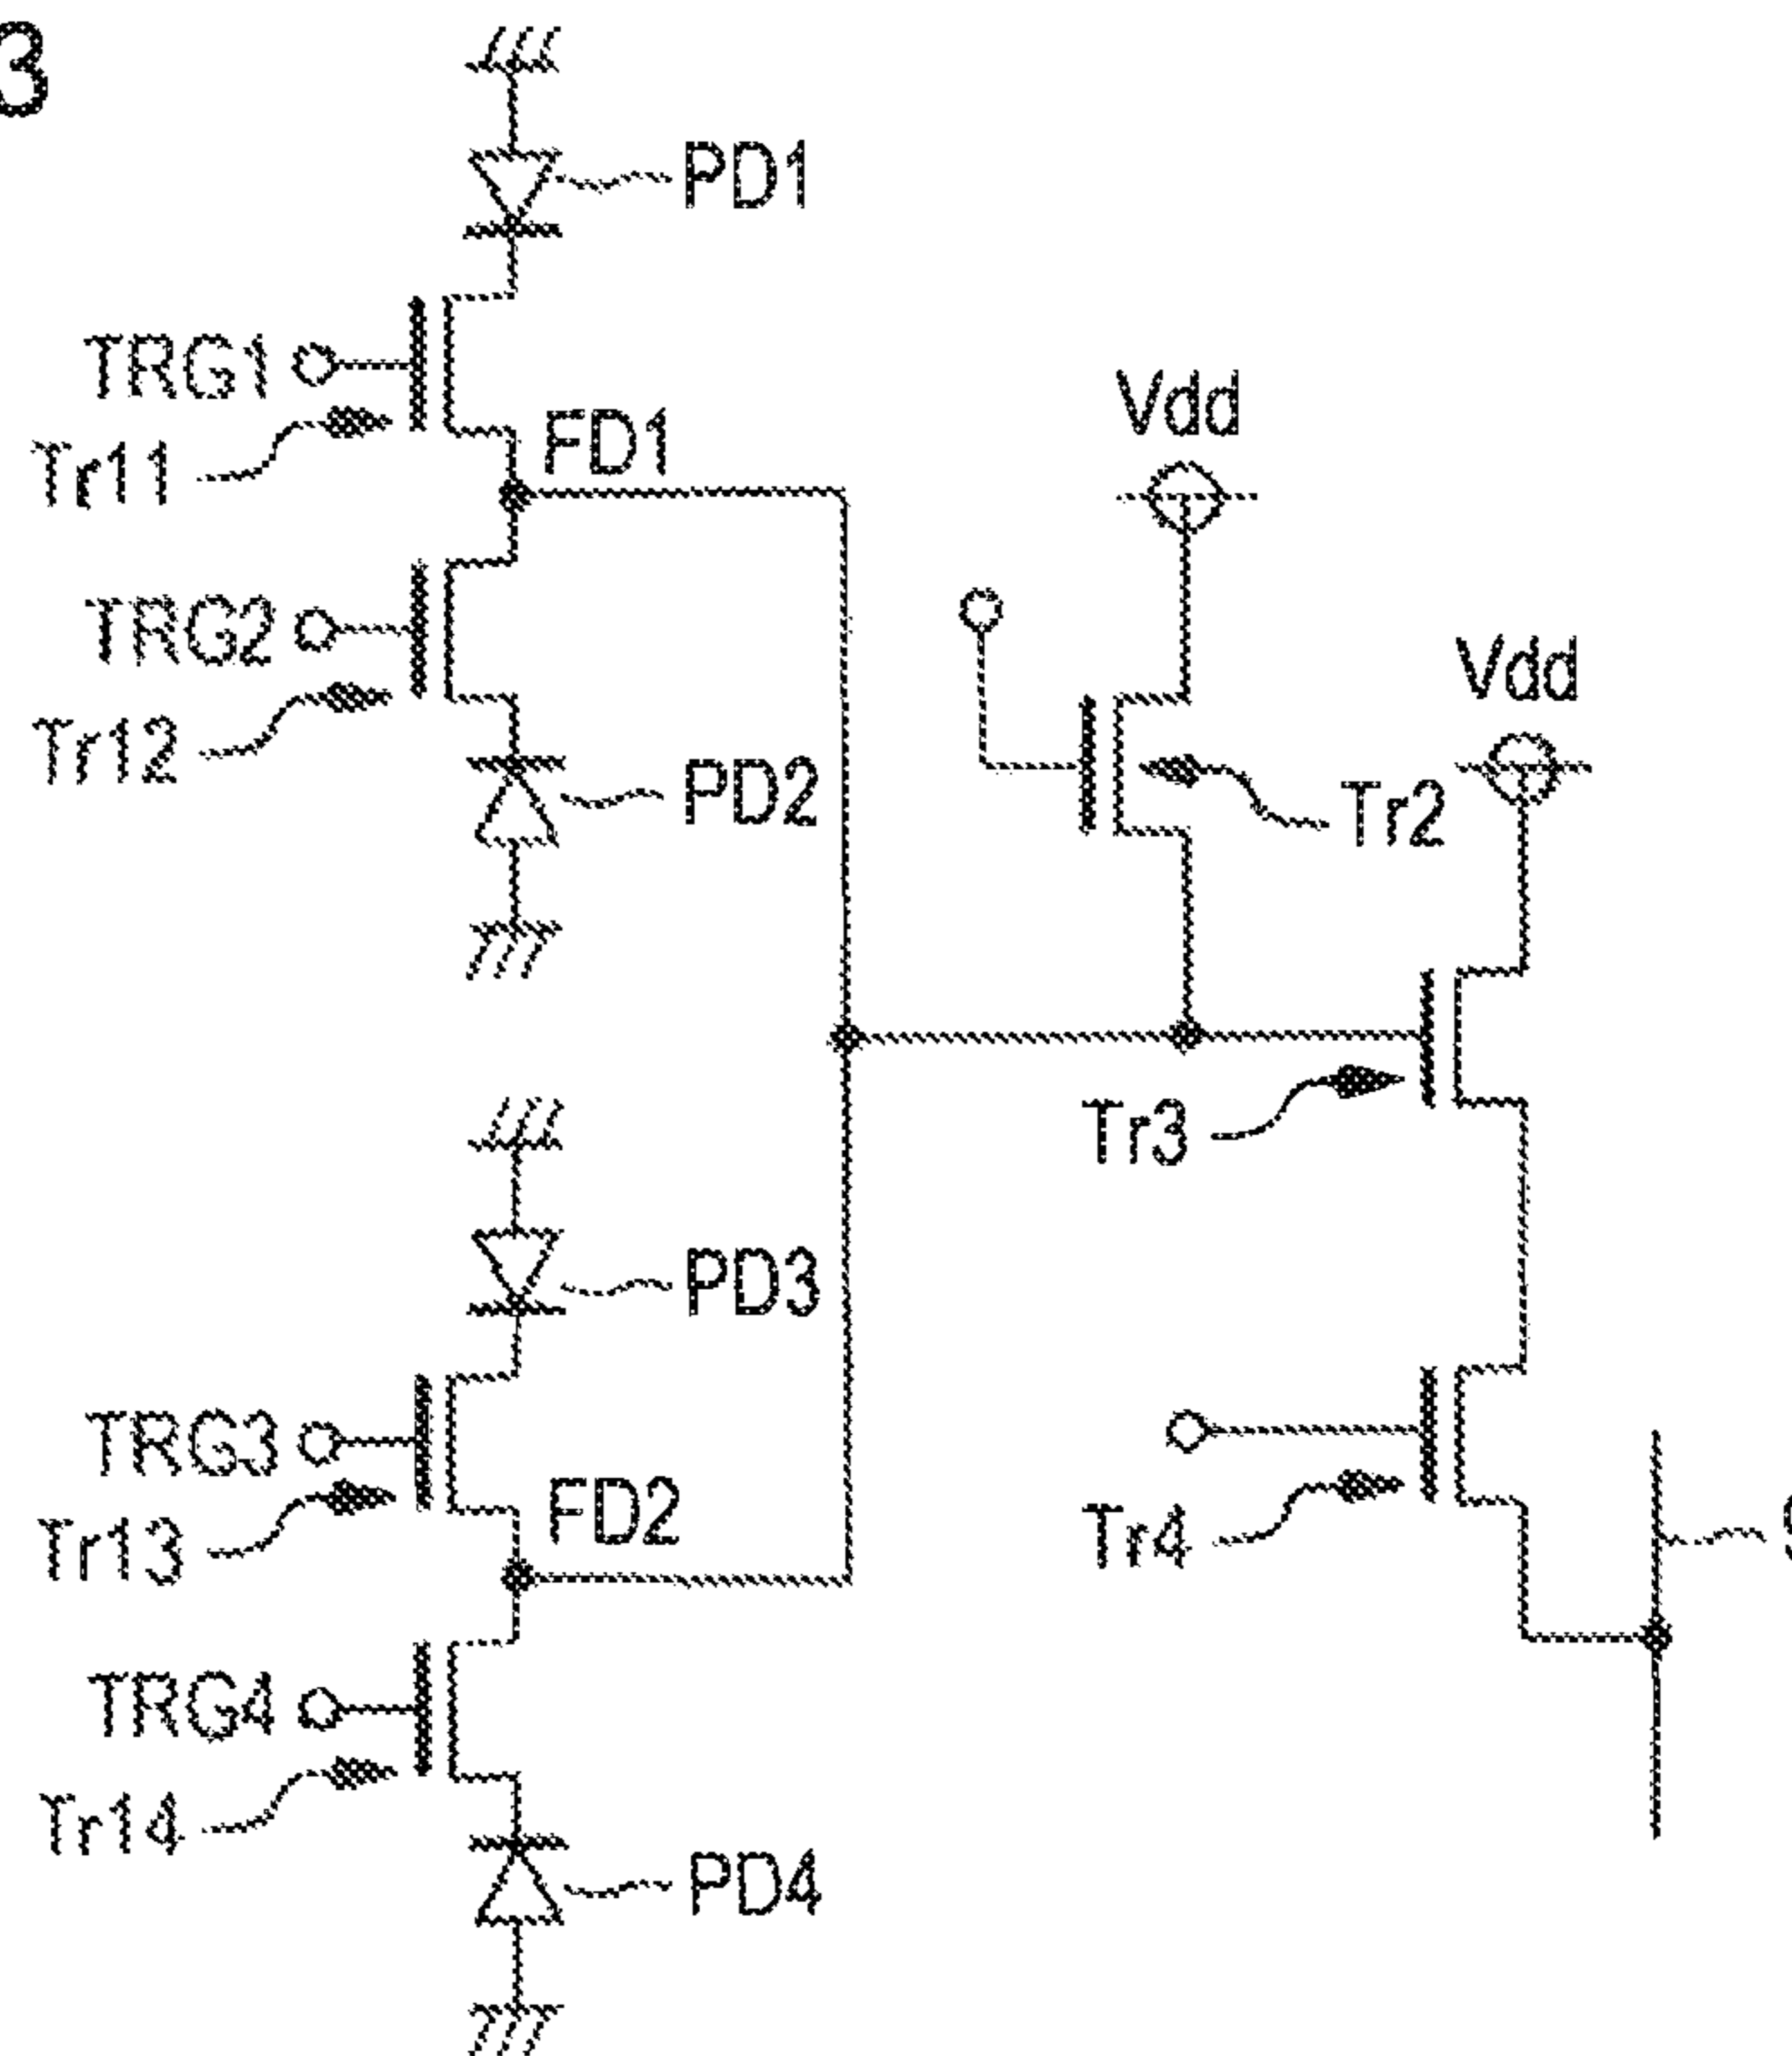 3
PD1
TRG1
Tr11
FD1
Vdd
TRG2
Tr12
PD2
Vdd
Tr2
Tr3
PD3
TRG3
Tr13
FD2
Tr4
TRG4
Tr14
PD4